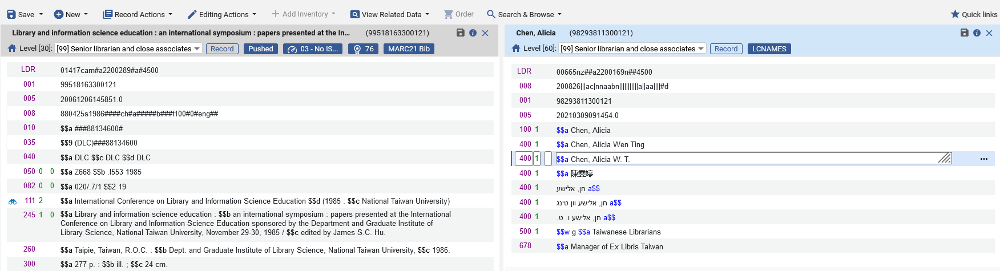 Save New Record Actions Editing Actions Add Inventory View Related Data Order Search & Browse Quick links
Library and information science education : an international symposium : papers presented at the In... (99518163300121)
Level [30]: [99] Senior librarian and close associates Record Pushed 03 - No IS... 76 MARC21 Bib
LDR 01417cam#a2200289#a#4500
001 99518163300121
005 20061206145851.0
008 880425s1986####ch#a#####b###f100#0#eng##
010 $$a ###88134600#
035 $$9 (DLC)###88134600
040 $$a DLC $$c DLC $$d DLC
050 0 0 $$a Z668 $$b .I553 1985
082 0 0 $$a 020/.7/1 $$2 19
111 2 $$a International Conference on Library and Information Science Education $$d (1985 : $$c National Taiwan University)
245 1 0 $$a Library and information science education : $$b an international symposium : papers presented at the International
Conference on Library and Information Science Education sponsored by the Department and Graduate Institute of
Library Science, National Taiwan University, November 29-30, 1985 / $$c edited by James S.C. Hu.
260 $$a Taipie, Taiwan, R.O.C. : $$b Dept. and Graduate Institute of Library Science, National Taiwan University, $$c 1986.
300 $$a 277 p. : $$b ill. ; $$c 24 cm.
Chen, Alicia (98293811300121)
Level [60]: [99] Senior librarian and close associates Record LCNAMES
LDR 00665nz##a2200169n##4500
008 200826|||ac|nnaabn|||||||||||a||aa||||#d
001 98293811300121
005 20210309091454.0
100 1 $$a Chen, Alicia
400 1 $$a Chen, Alicia Wen Ting
400 1 $$a Chen, Alicia W. T.
400 1 $$a 陳雯婷
400 1 $$a חן, אלישע
400 1 $$a חן, אלישע וון טינג
400 1 $$a חן, אלישע ו. ט.
500 1 $$w g $$a Taiwanese Librarians
678 $$a Manager of Ex Libris Taiwan